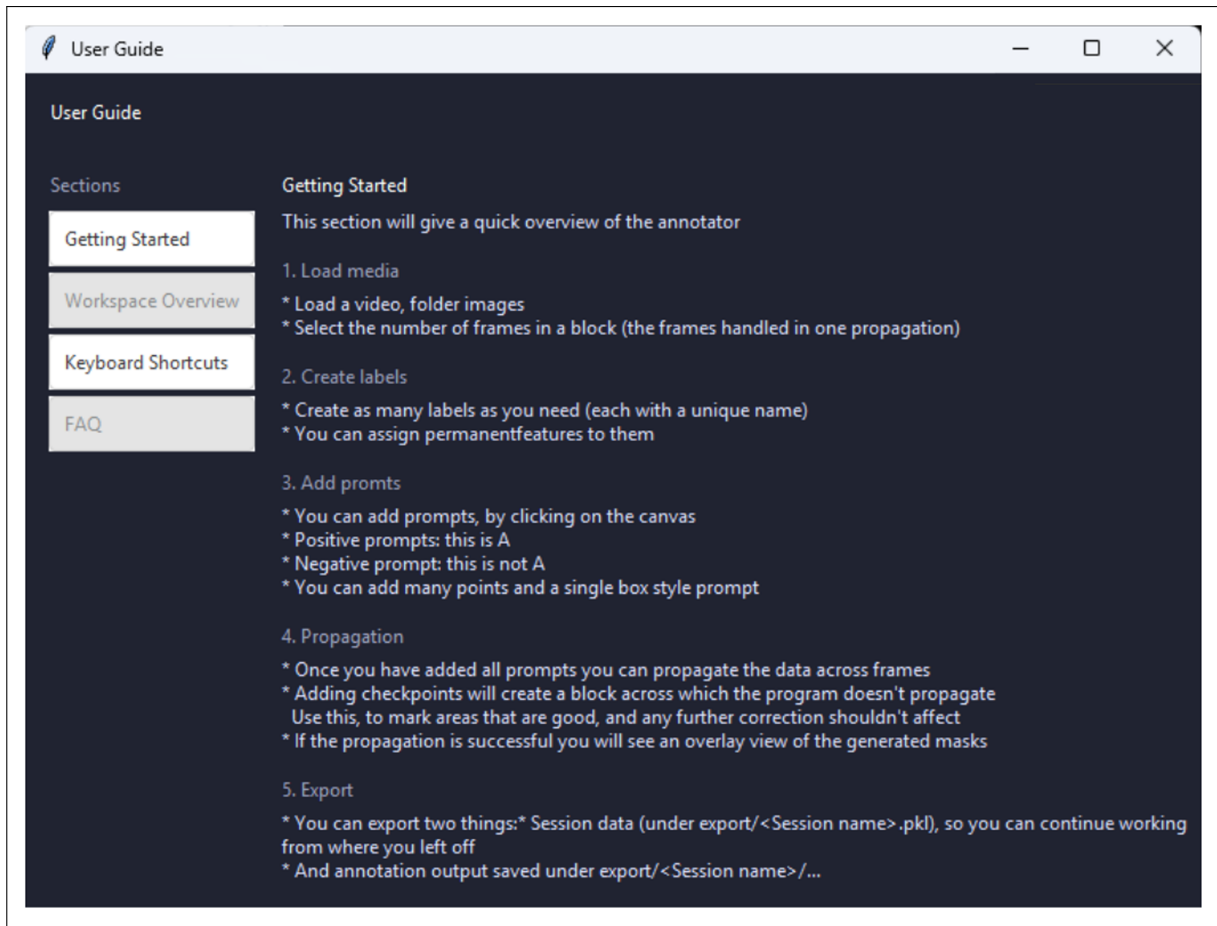 User Guide
User Guide
Sections
Getting Started
Workspace Overview
Keyboard Shortcuts
FAQ
Getting Started
This section will give a quick overview of the annotator
1. Load media
* Load a video, folder images
* Select the number of frames in a block (the frames handled in one propagation)
2. Create labels
* Create as many labels as you need (each with a unique name)
* You can assign permanentfeatures to them
3. Add promts
* You can add prompts, by clicking on the canvas
* Positive prompts: this is A
* Negative prompt: this is not A
* You can add many points and a single box style prompt
4. Propagation
* Once you have added all prompts you can propagate the data across frames
* Adding checkpoints will create a block across which the program doesn't propagate
Use this, to mark areas that are good, and any further correction shouldn't affect
* If the propagation is successful you will see an overlay view of the generated masks
5. Export
* You can export two things:* Session data (under export/<Session name>.pkl), so you can continue working
from where you left off
* And annotation output saved under export/<Session name>/...